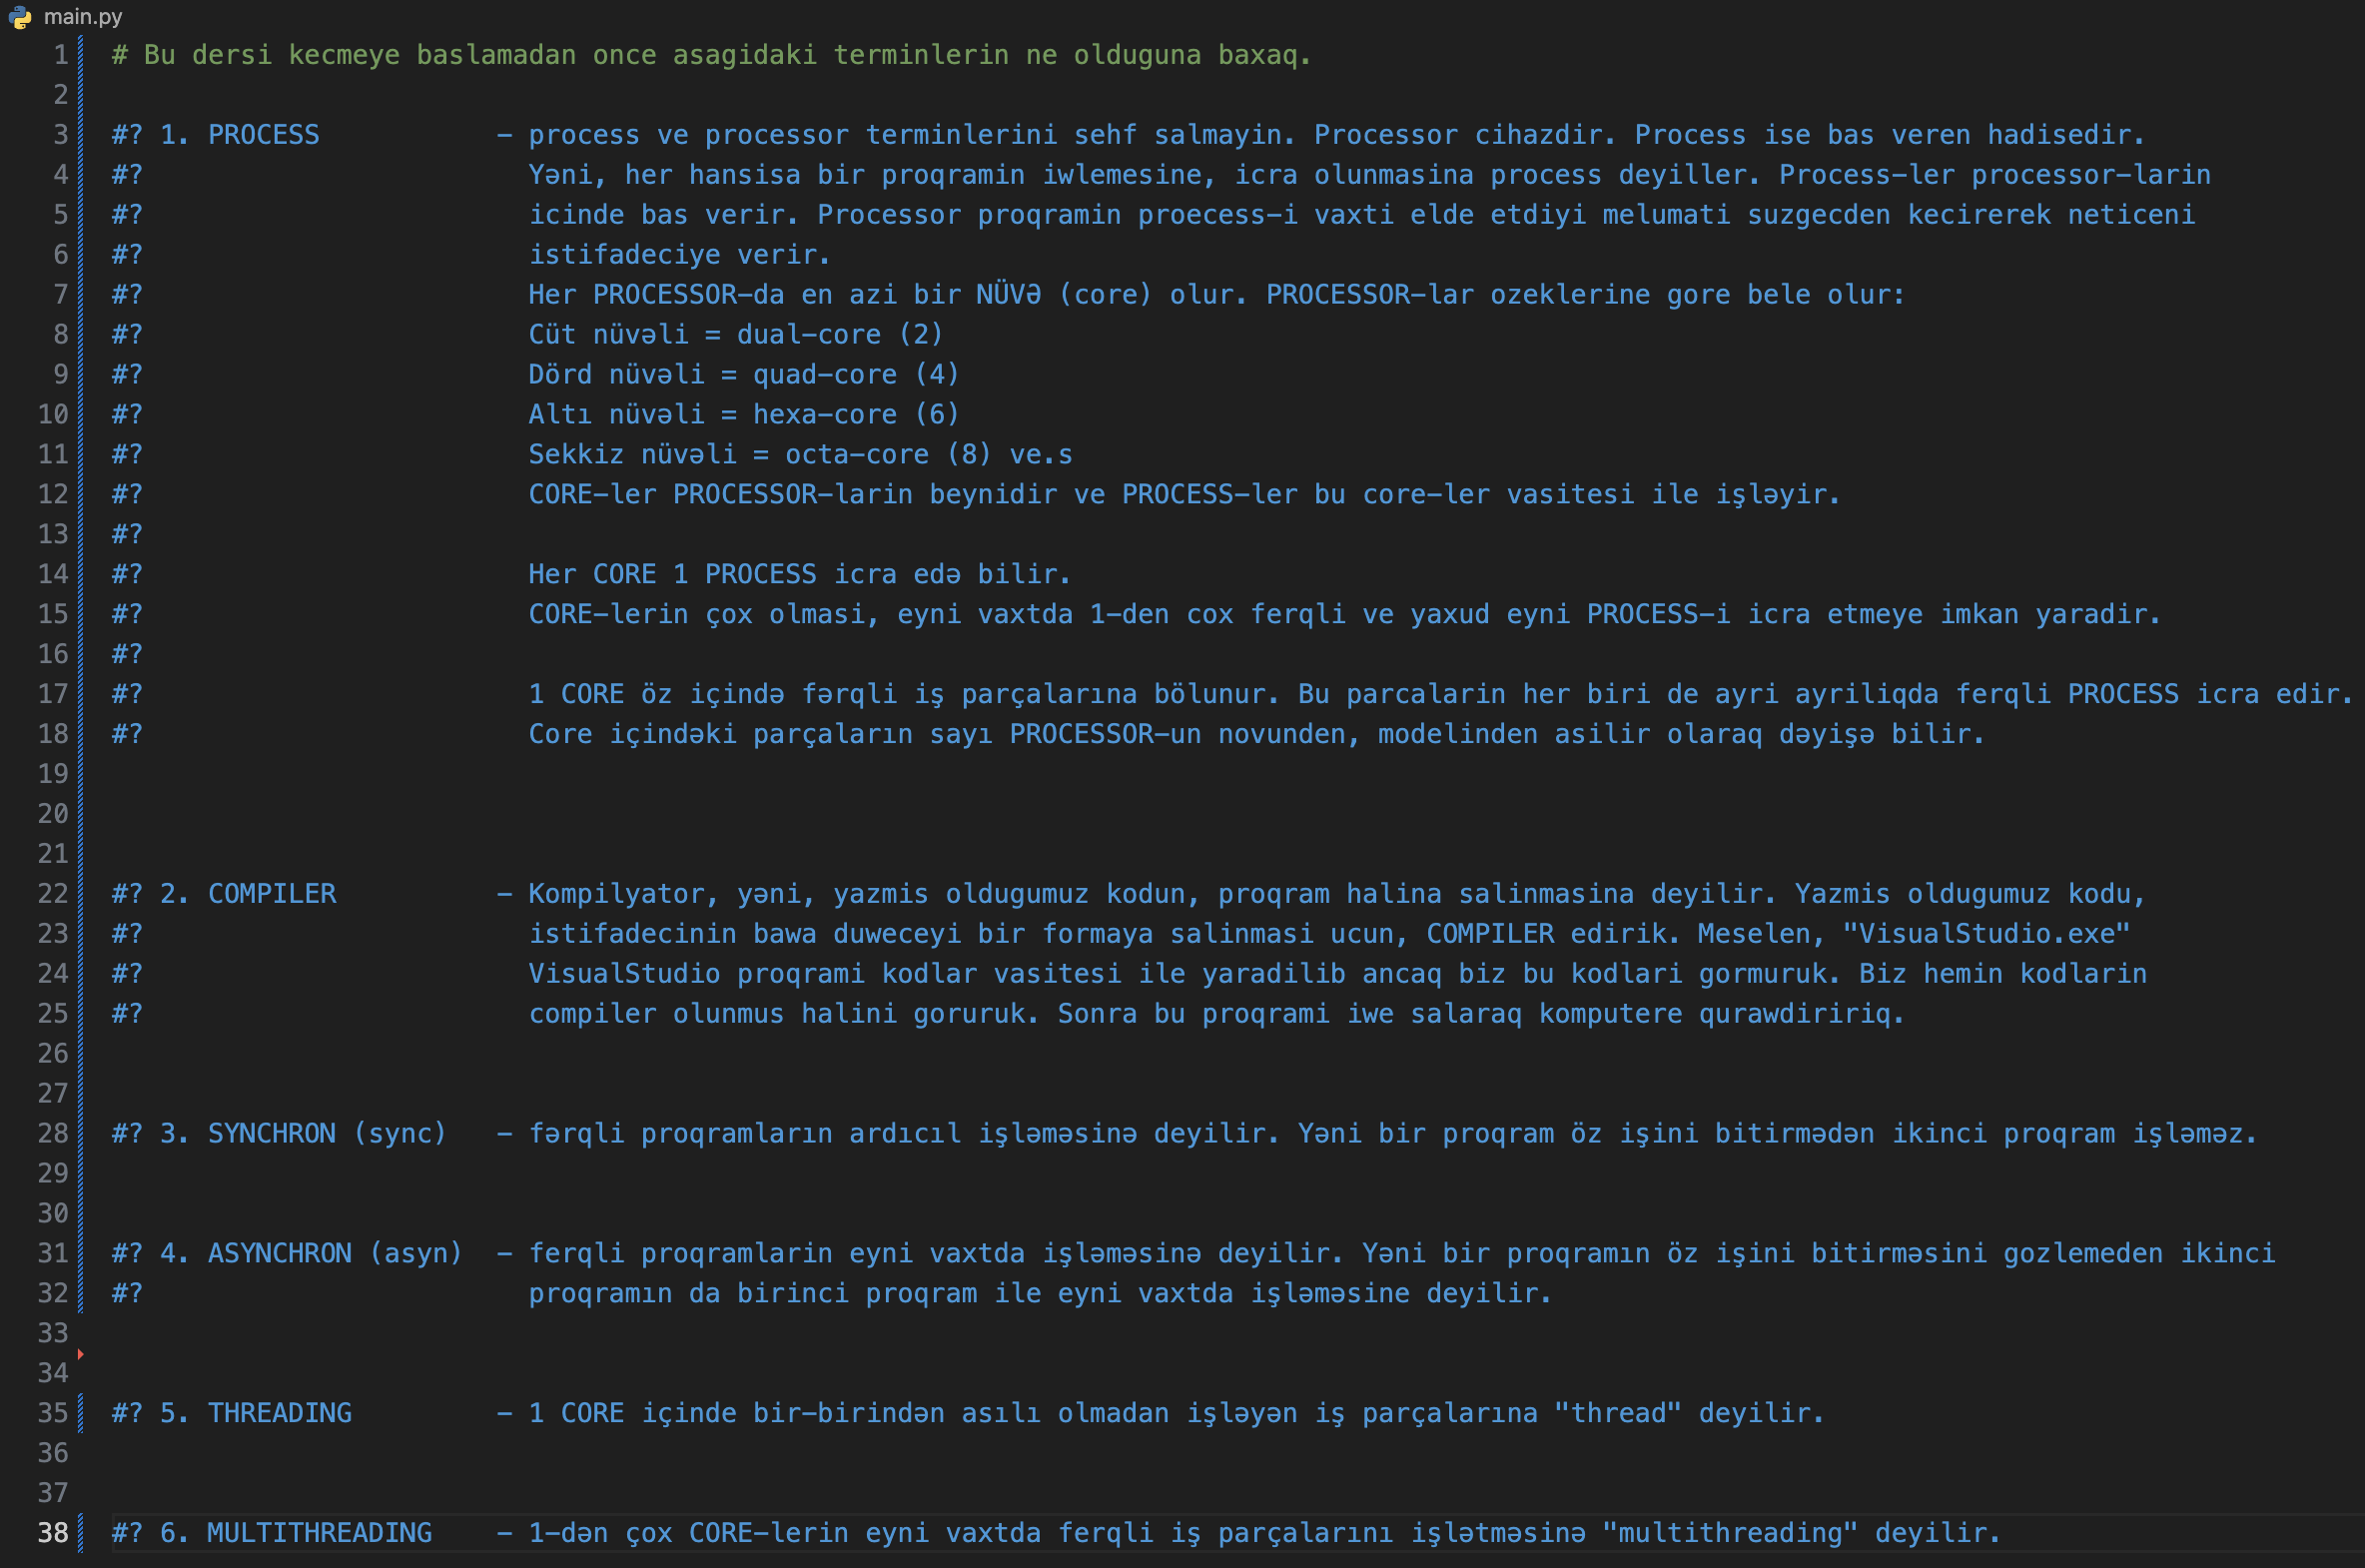 main.py
1 # Bu dersi kecmeye baslamadan once asagidaki terminlerin ne olduguna baxaq.
2
3 #? 1. PROCESS - process ve processor terminlerini sehf salmayin. Processor cihazdir. Process ise bas veren hadisedir.
4 #? Yəni, her hansisa bir proqramin iwlemesine, icra olunmasina process deyiller. Process-ler processor-larin
5 #? icinde bas verir. Processor proqramin proecess-i vaxti elde etdiyi melumati suzgecden kecirerek neticeni
6 #? istifadeciye verir.
7 #? Her PROCESSOR-da en azi bir NÜVƏ (core) olur. PROCESSOR-lar ozeklerine gore bele olur:
8 #? Cüt nüvəli = dual-core (2)
9 #? Dörd nüvəli = quad-core (4)
10 #? Altı nüvəli = hexa-core (6)
11 #? Sekkiz nüvəli = octa-core (8) ve.s
12 #? CORE-ler PROCESSOR-larin beynidir ve PROCESS-ler bu core-ler vasitesi ile işləyir.
13 #?
14 #? Her CORE 1 PROCESS icra edə bilir.
15 #? CORE-lerin çox olmasi, eyni vaxtda 1-den cox ferqli ve yaxud eyni PROCESS-i icra etmeye imkan yaradir.
16 #?
17 #? 1 CORE öz içində fərqli iş parçalarına bölunur. Bu parcalarin her biri de ayri ayriliqda ferqli PROCESS icra edir.
18 #? Core içindəki parçaların sayı PROCESSOR-un novunden, modelinden asilir olaraq dəyişə bilir.
19
20
21
22 #? 2. COMPILER - Kompilyator, yəni, yazmis oldugumuz kodun, proqram halina salinmasina deyilir. Yazmis oldugumuz kodu,
23 #? istifadecinin bawa duweceyi bir formaya salinmasi ucun, COMPILER edirik. Meselen, "VisualStudio.exe"
24 #? VisualStudio proqrami kodlar vasitesi ile yaradilib ancaq biz bu kodlari gormuruk. Biz hemin kodlarin
25 #? compiler olunmus halini goruruk. Sonra bu proqrami iwe salaraq komputere qurawdiririq.
26
27
28 #? 3. SYNCHRON (sync) - fərqli proqramların ardıcıl işləməsinə deyilir. Yəni bir proqram öz işini bitirmədən ikinci proqram işləməz.
29
30
31 #? 4. ASYNCHRON (asyn) - ferqli proqramlarin eyni vaxtda işləməsinə deyilir. Yəni bir proqramın öz işini bitirməsini gozlemeden ikinci
32 #? proqramın da birinci proqram ile eyni vaxtda işləməsine deyilir.
33
34
35 #? 5. THREADING - 1 CORE içinde bir-birindən asılı olmadan işləyən iş parçalarına "thread" deyilir.
36
37
38 #? 6. MULTITHREADING - 1-dən çox CORE-lerin eyni vaxtda ferqli iş parçalarını işlətməsinə "multithreading" deyilir.